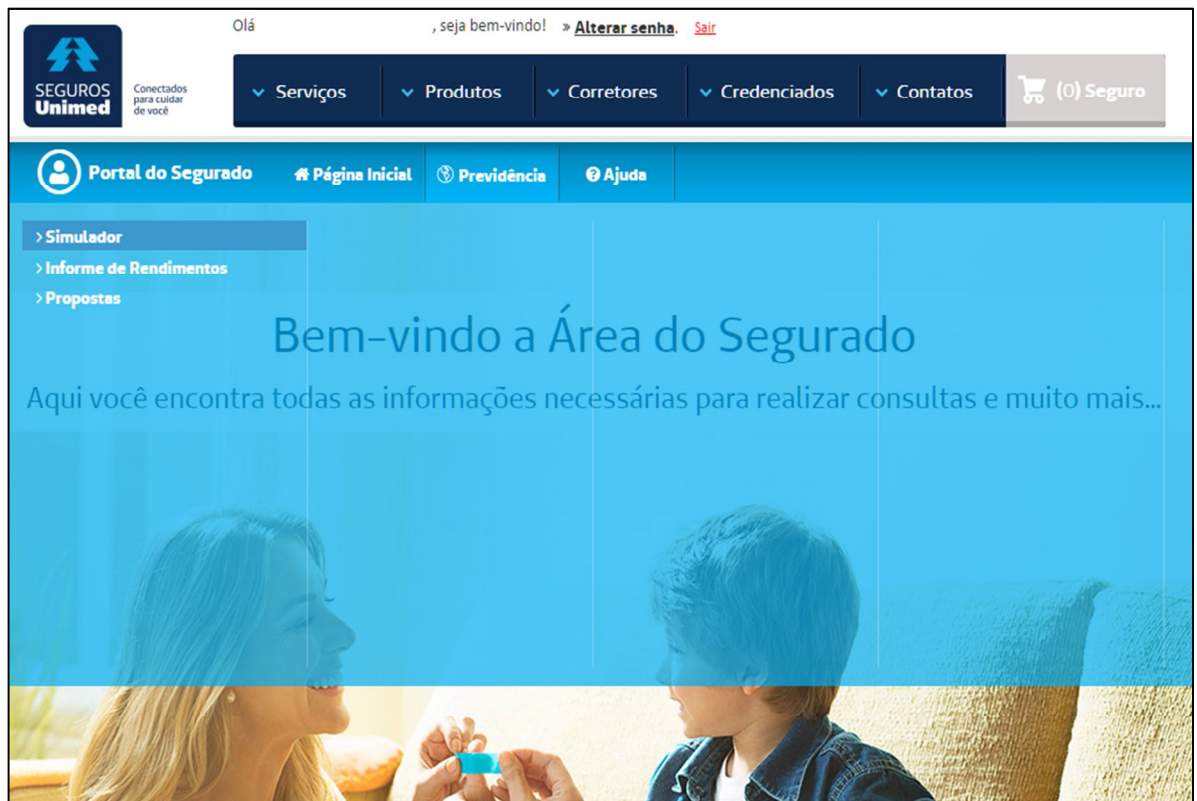 Olá , seja bem-vindo! » Alterar senha. Sair
SEGUROS
Unimed
Conectados
para cuidar
de você
Serviços Produtos Corretores Credenciados Contatos (0) Seguro
Portal do Segurado Página Inicial Previdência Ajuda
> Simulador
> Informe de Rendimentos
> Propostas
Bem-vindo a Área do Segurado
Aqui você encontra todas as informações necessárias para realizar consultas e muito mais...